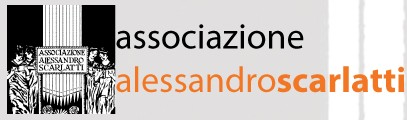 ASSOCIAZIONE
ALESSANDRO
SCARLATTI
associazione
alessandroscarlatti